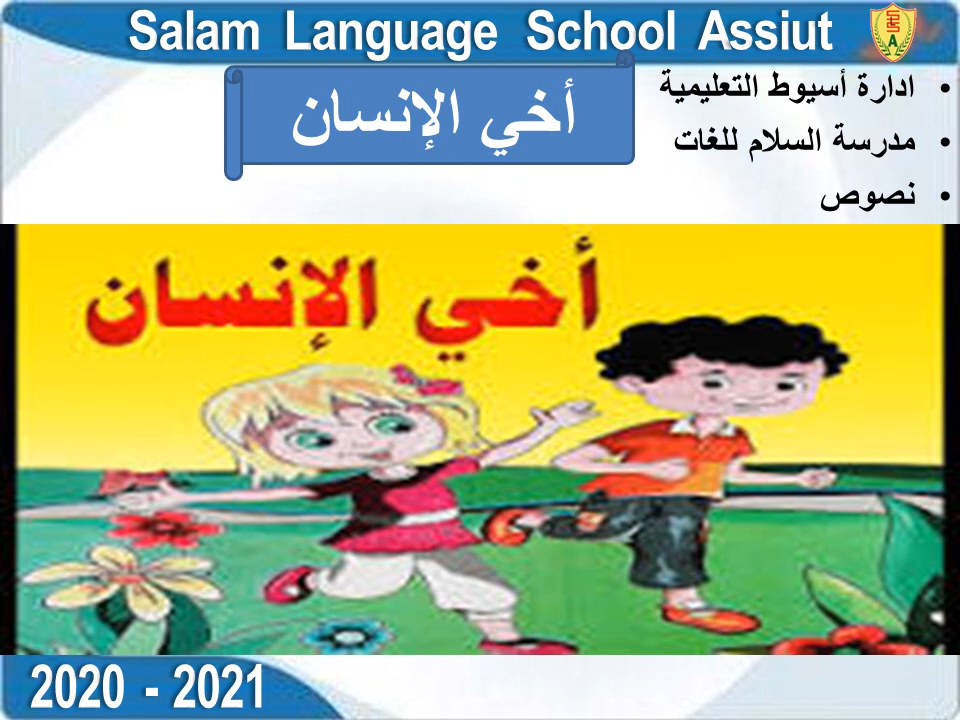 Salam Language School Assiut
أخي الإنسان
• ادارة أسيوط التعليمية
• مدرسة السلام للغات
• نصوص
أخي الإنسان
2020 - 2021